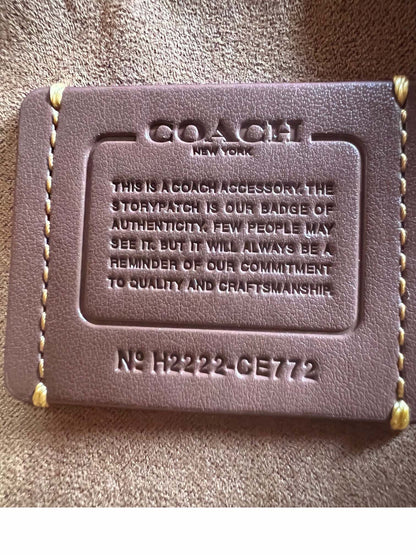 COACH
NEW YORK
THIS IS A COACH ACCESSORY. THE
STORYPATCH IS OUR BADGE OF
AUTHENTICITY. FEW PEOPLE MAY
SEE IT. BUT IT WILL ALWAYS BE A
REMINDER OF OUR COMMITMENT
TO QUALITY AND CRAFTSMANSHIP.
Nº H2222-CE772